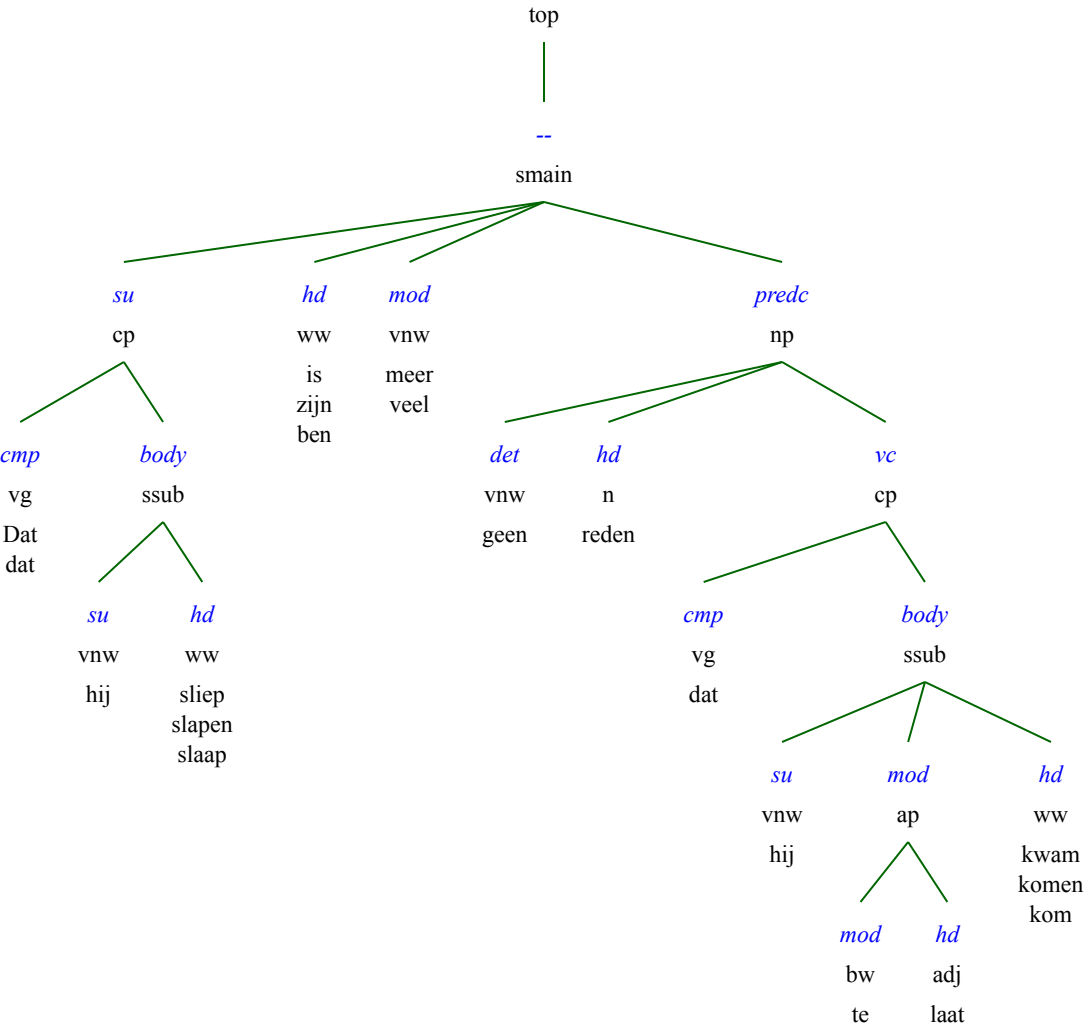 top
--
smain
su hd mod predc
cp ww vnw np
is meer
zijn veel
ben
cmp body det hd vc
vg ssub vnw n cp
Dat geen reden
dat
su hd cmp body
vnw ww vg ssub
hij sliep dat
slapen
slaap
su mod hd
vnw ap ww
hij kwam
komen
kom
mod hd
bw adj
te laat